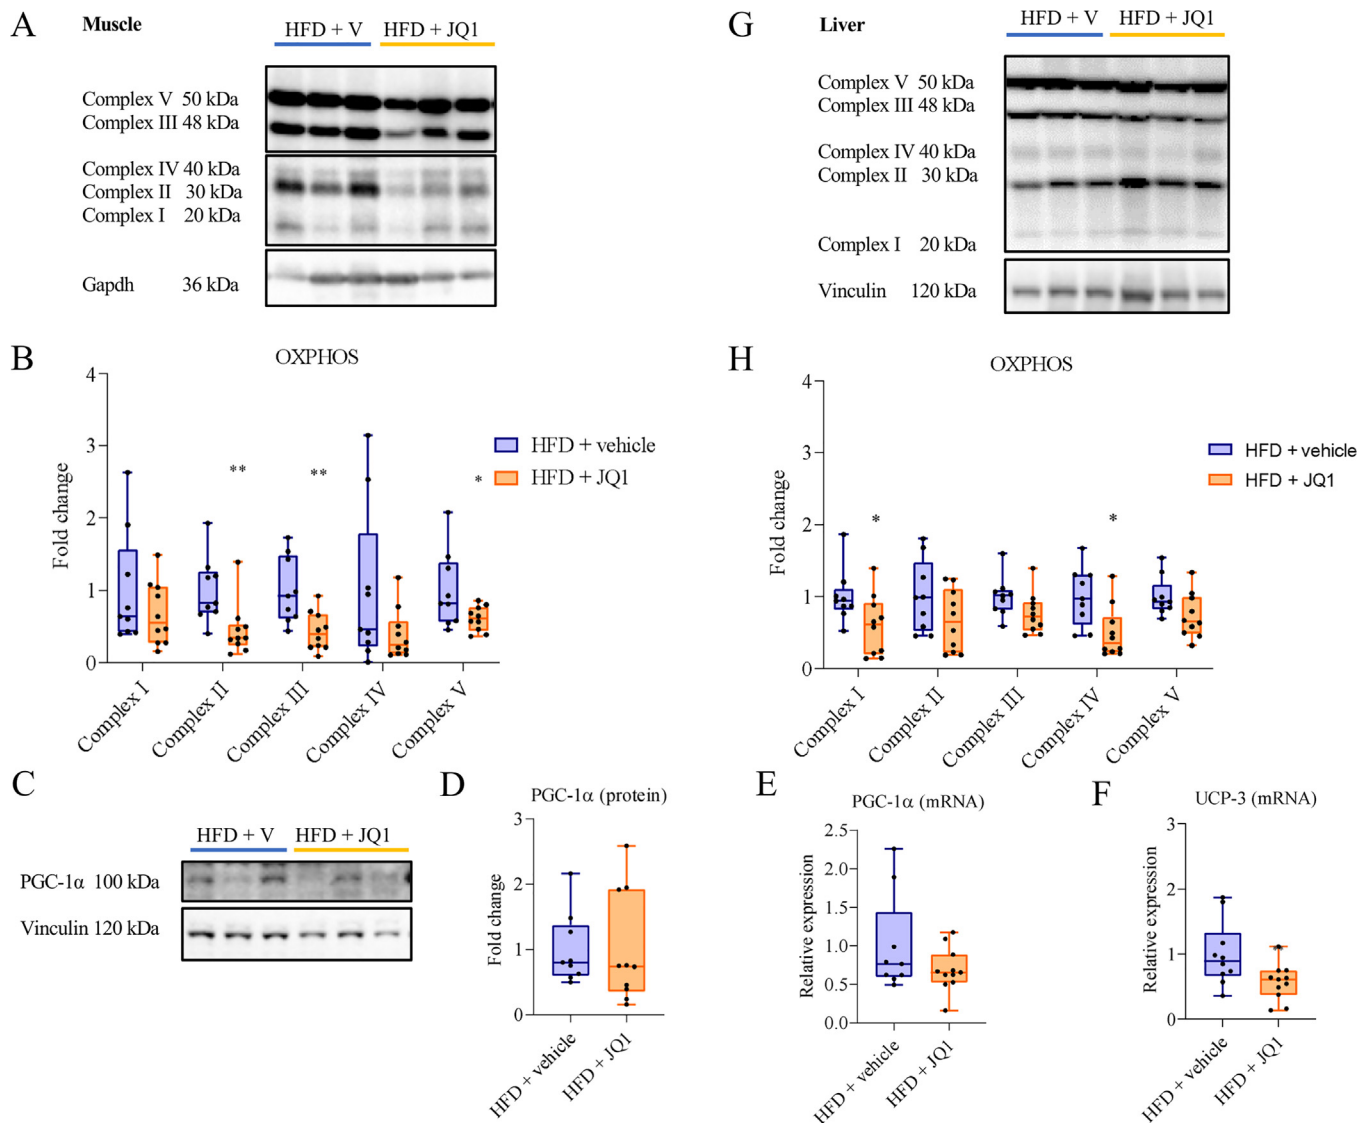 A
Muscle
HFD + V
HFD + JQ1
Complex V 50 kDa
Complex III 48 kDa
Complex IV 40 kDa
Complex II 30 kDa
Complex I 20 kDa
Gapdh 36 kDa
G
Liver
HFD + V
HFD + JQ1
Complex V 50 kDa
Complex III 48 kDa
Complex IV 40 kDa
Complex II 30 kDa
Complex I 20 kDa
Vinculin 120 kDa
B
OXPHOS
Fold change
4
3
2
1
0
**
**
*
HFD + vehicle
HFD + JQ1
Complex I
Complex II
Complex III
Complex IV
Complex V
H
OXPHOS
Fold change
4
3
2
1
0
*
*
HFD + vehicle
HFD + JQ1
Complex I
Complex II
Complex III
Complex IV
Complex V
C
HFD + V
HFD + JQ1
PGC-1α 100 kDa
Vinculin 120 kDa
D
PGC-1α (protein)
Fold change
3
2
1
0
HFD + vehicle
HFD + JQ1
E
PGC-1α (mRNA)
Relative expression
2.5
2.0
1.5
1.0
0.5
0.0
HFD + vehicle
HFD + JQ1
F
UCP-3 (mRNA)
Relative expression
3
2
1
0
HFD + vehicle
HFD + JQ1